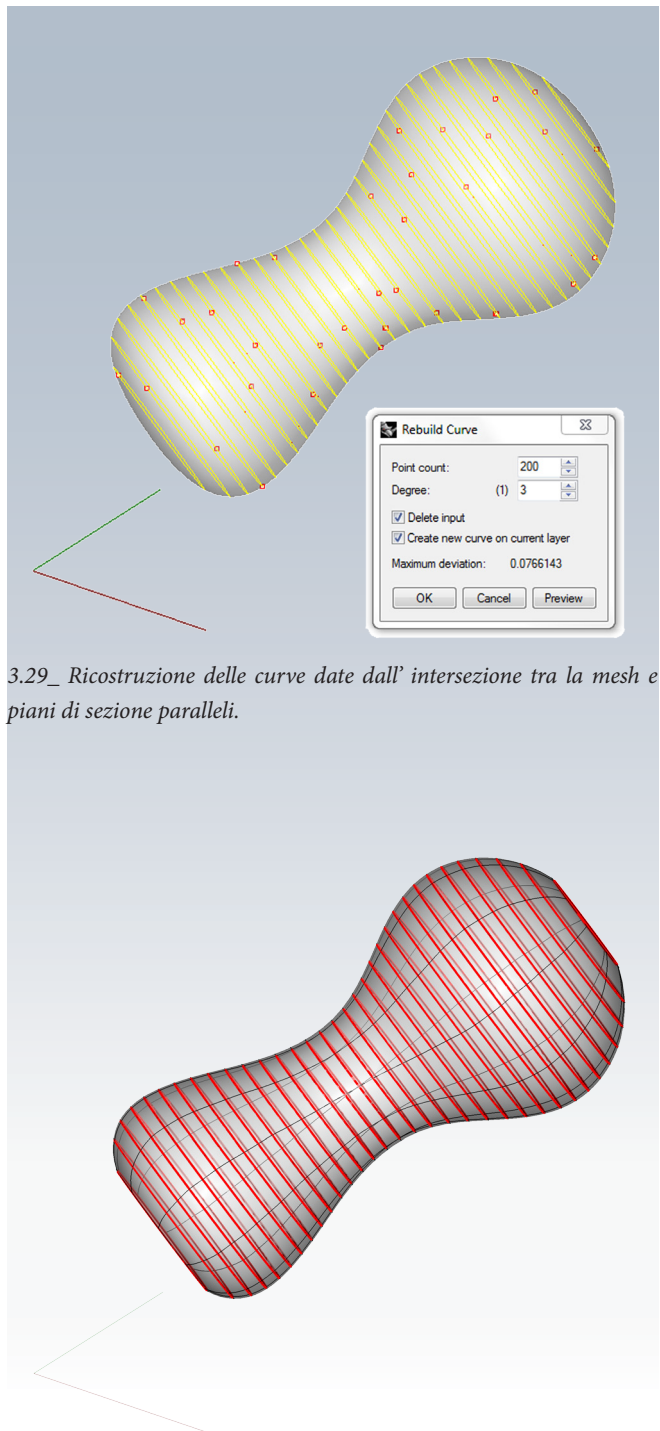 Rebuild Curve
Point count: 200
Degree: (1) 3
Delete input
Create new curve on current layer
Maximum deviation: 0.0766143
OK Cancel Preview
3.29_ Ricostruzione delle curve date dall' intersezione tra la mesh e
piani di sezione paralleli.